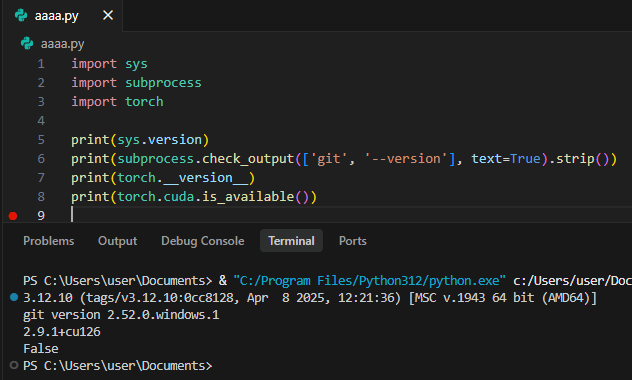 aaaa.py
aaaa.py
1 import sys
2 import subprocess
3 import torch
4
5 print(sys.version)
6 print(subprocess.check_output(['git', '--version'], text=True).strip())
7 print(torch.__version__)
8 print(torch.cuda.is_available())
9
Problems Output Debug Console Terminal Ports
PS C:\Users\user\Documents> & "C:/Program Files/Python312/python.exe" c:/Users/user/Doc
3.12.10 (tags/v3.12.10:0cc8128, Apr  8 2025, 12:21:36) [MSC v.1943 64 bit (AMD64)]
git version 2.52.0.windows.1
2.9.1+cu126
False
PS C:\Users\user\Documents>